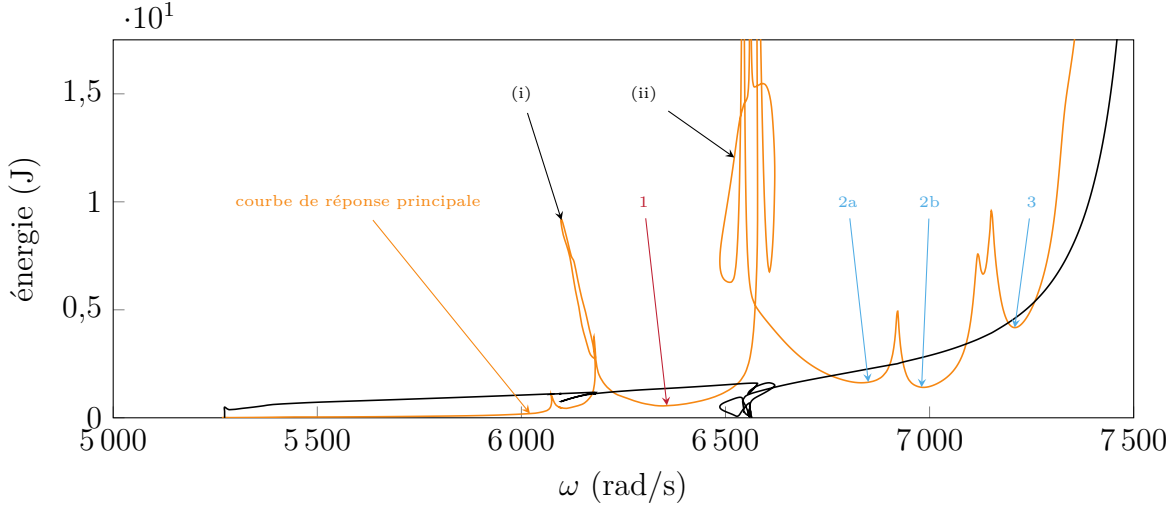 ·10¹
1,5
1
0,5
0
énergie (J)
(i)
(ii)
courbe de réponse principale
1
2a
2b
3
5 000
5 500
6 000
6 500
7 000
7 500
ω (rad/s)